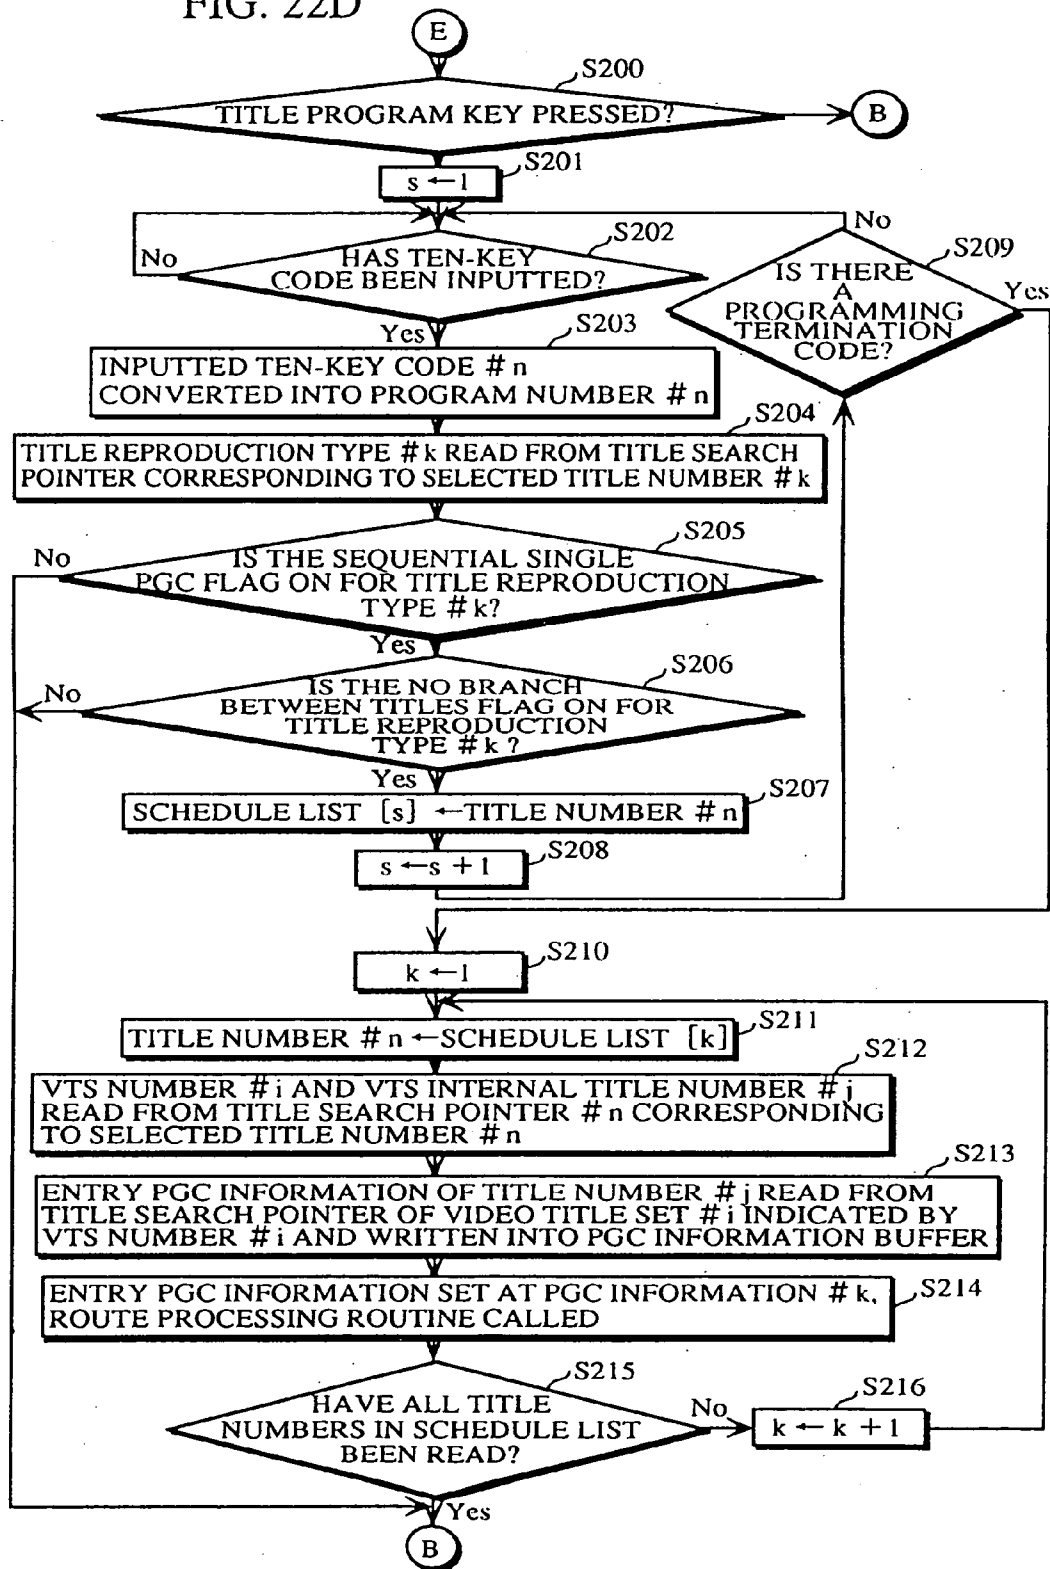 FIG. 22D
E
S200
TITLE PROGRAM KEY PRESSED?
B
S201
s ← 1
No
S202
HAS TEN-KEY
CODE BEEN INPUTTED?
No
Yes
S209
IS THERE
A
PROGRAMMING
TERMINATION
CODE?
Yes
S203
INPUTTED TEN-KEY CODE # n
CONVERTED INTO PROGRAM NUMBER # n
S204
TITLE REPRODUCTION TYPE # k READ FROM TITLE SEARCH
POINTER CORRESPONDING TO SELECTED TITLE NUMBER # k
S205
No
IS THE SEQUENTIAL SINGLE
PGC FLAG ON FOR TITLE REPRODUCTION
TYPE # k?
Yes
S206
No
IS THE NO BRANCH
BETWEEN TITLES FLAG ON FOR
TITLE REPRODUCTION
TYPE # k ?
Yes
S207
SCHEDULE LIST [s] ←TITLE NUMBER # n
S208
s ←s + 1
S210
k ←1
S211
TITLE NUMBER # n ←SCHEDULE LIST [k]
S212
VTS NUMBER # i AND VTS INTERNAL TITLE NUMBER # j
READ FROM TITLE SEARCH POINTER # n CORRESPONDING
TO SELECTED TITLE NUMBER # n
S213
ENTRY PGC INFORMATION OF TITLE NUMBER # j READ FROM
TITLE SEARCH POINTER OF VIDEO TITLE SET # i INDICATED BY
VTS NUMBER # i AND WRITTEN INTO PGC INFORMATION BUFFER
S214
ENTRY PGC INFORMATION SET AT PGC INFORMATION # k,
ROUTE PROCESSING ROUTINE CALLED
S215
HAVE ALL TITLE
NUMBERS IN SCHEDULE LIST
BEEN READ?
No
S216
k ← k + 1
Yes
B